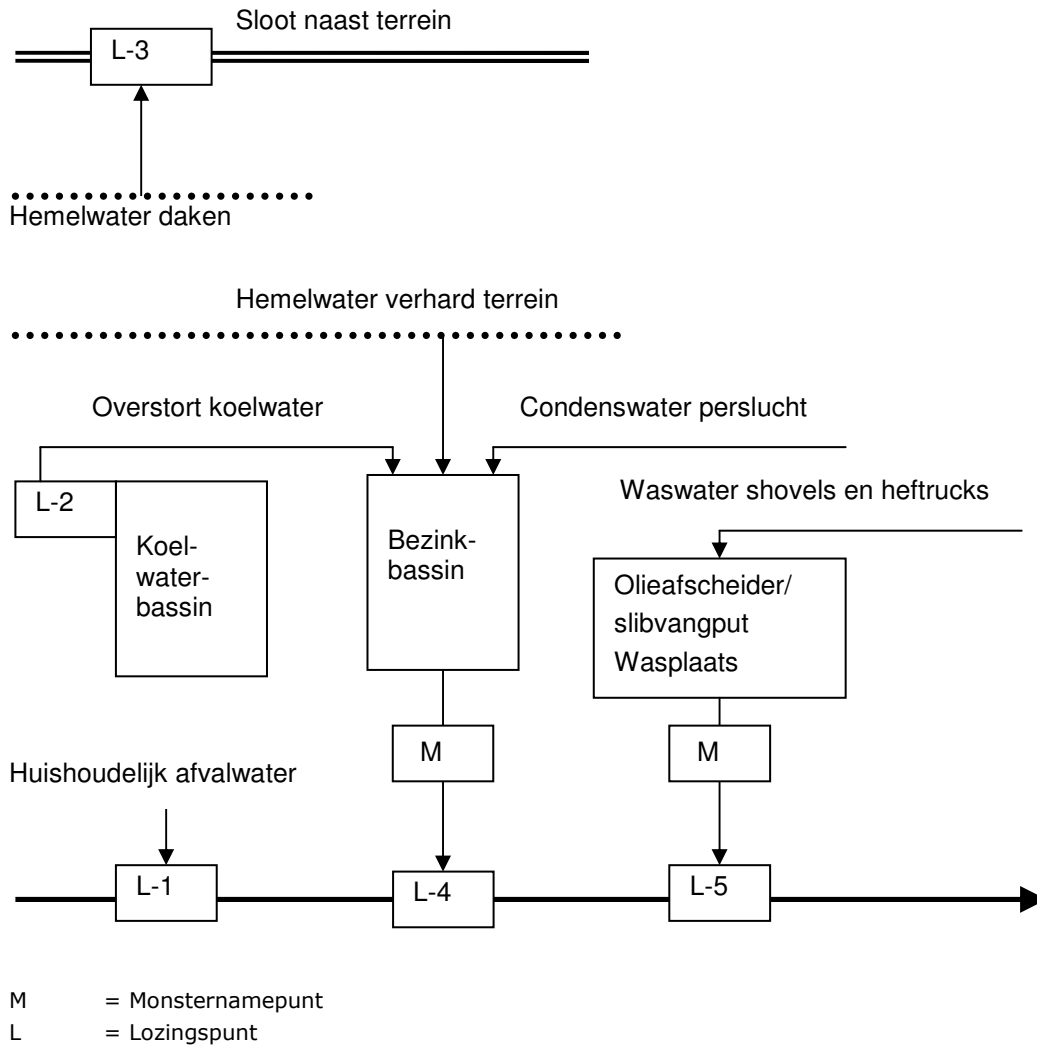 Sloot naast terrein
L-3
Hemelwater daken
Hemelwater verhard terrein
Overstort koelwater
Condenswater perslucht
L-2
Koel-
water-
bassin
Bezink-
bassin
Waswater shovels en heftrucks
Olieafscheider/
slibvangput
Wasplaats
M
M
Huishoudelijk afvalwater
L-1
L-4
L-5
M = Monsternamepunt
L = Lozingspunt